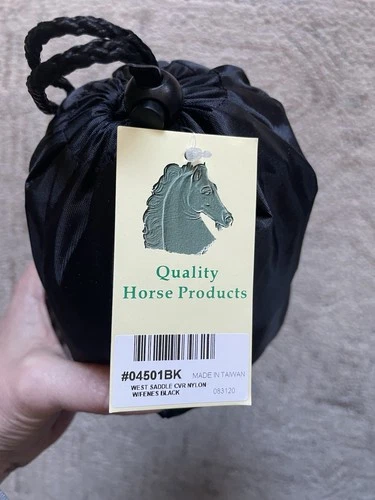 Quality
Horse Products
#04501BK MADE IN TAIWAN
WEST SADDLE CVR NYLON
W/FENES BLACK 083120